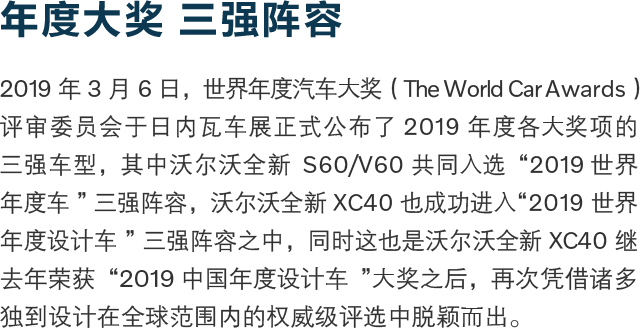 年度大奖 三强阵容
2019 年 3 月 6 日，世界年度汽车大奖（The World Car Awards）
评审委员会于日内瓦车展正式公布了 2019 年度各大奖项的
三强车型，其中沃尔沃全新 S60/V60 共同入选“2019 世界
年度车 ”三强阵容，沃尔沃全新 XC40 也成功进入“2019 世界
年度设计车 ”三强阵容之中，同时这也是沃尔沃全新 XC40 继
去年荣获 “2019 中国年度设计车 ”大奖之后，再次凭借诸多
独到设计在全球范围内的权威级评选中脱颖而出。